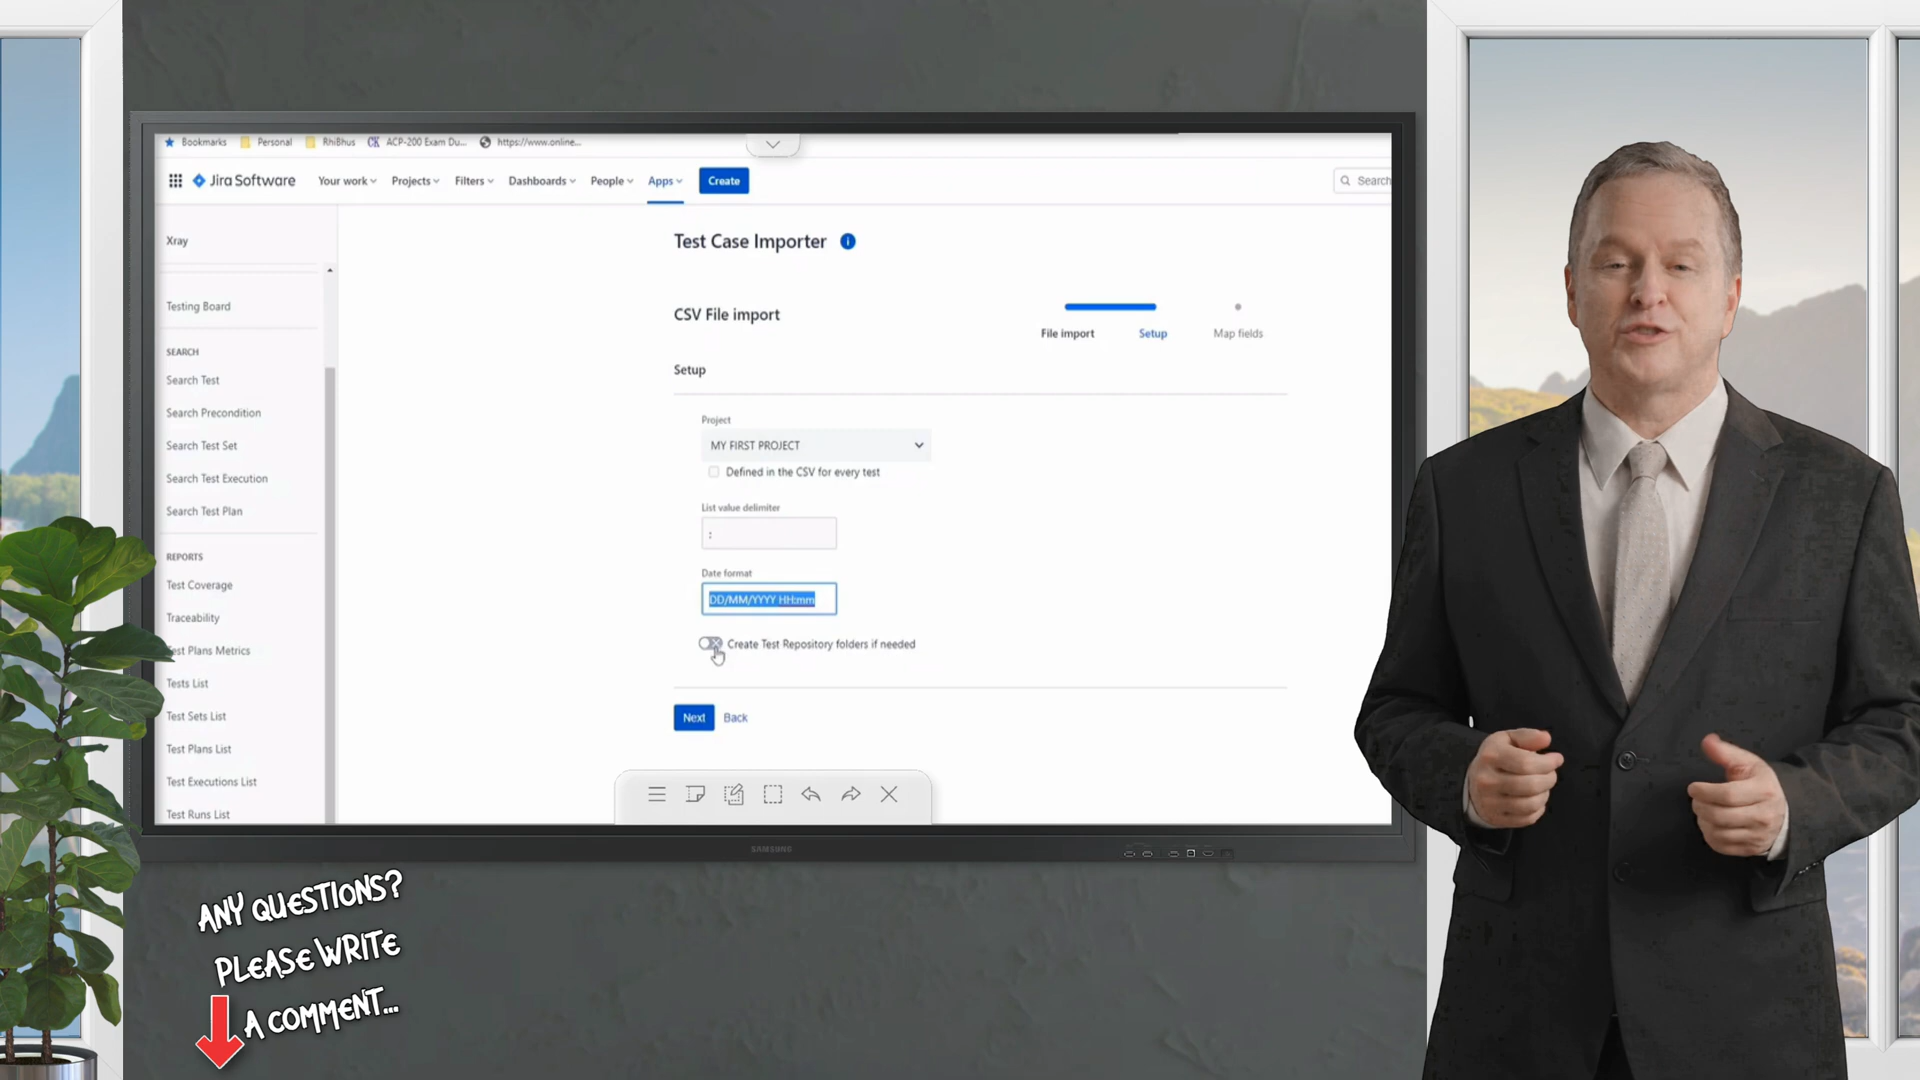 Bookmarks Personal RhiBhus CK ACP-200 Exam Du... https://www.online...
Jira Software Your work Projects Filters Dashboards People Apps Create Search
Xray
Testing Board
SEARCH
Search Test
Search Precondition
Search Test Set
Search Test Execution
Search Test Plan
REPORTS
Test Coverage
Traceability
Test Plans Metrics
Tests List
Test Sets List
Test Plans List
Test Executions List
Test Runs List
Test Case Importer i
CSV File import
File import Setup Map fields
Setup
Project
MY FIRST PROJECT
Defined in the CSV for every test
List value delimiter
;
Date format
DD/MM/YYYY HH:mm
Create Test Repository folders if needed
Next Back
SAMSUNG
ANY QUESTIONS?
PLEASE WRITE
A COMMENT...